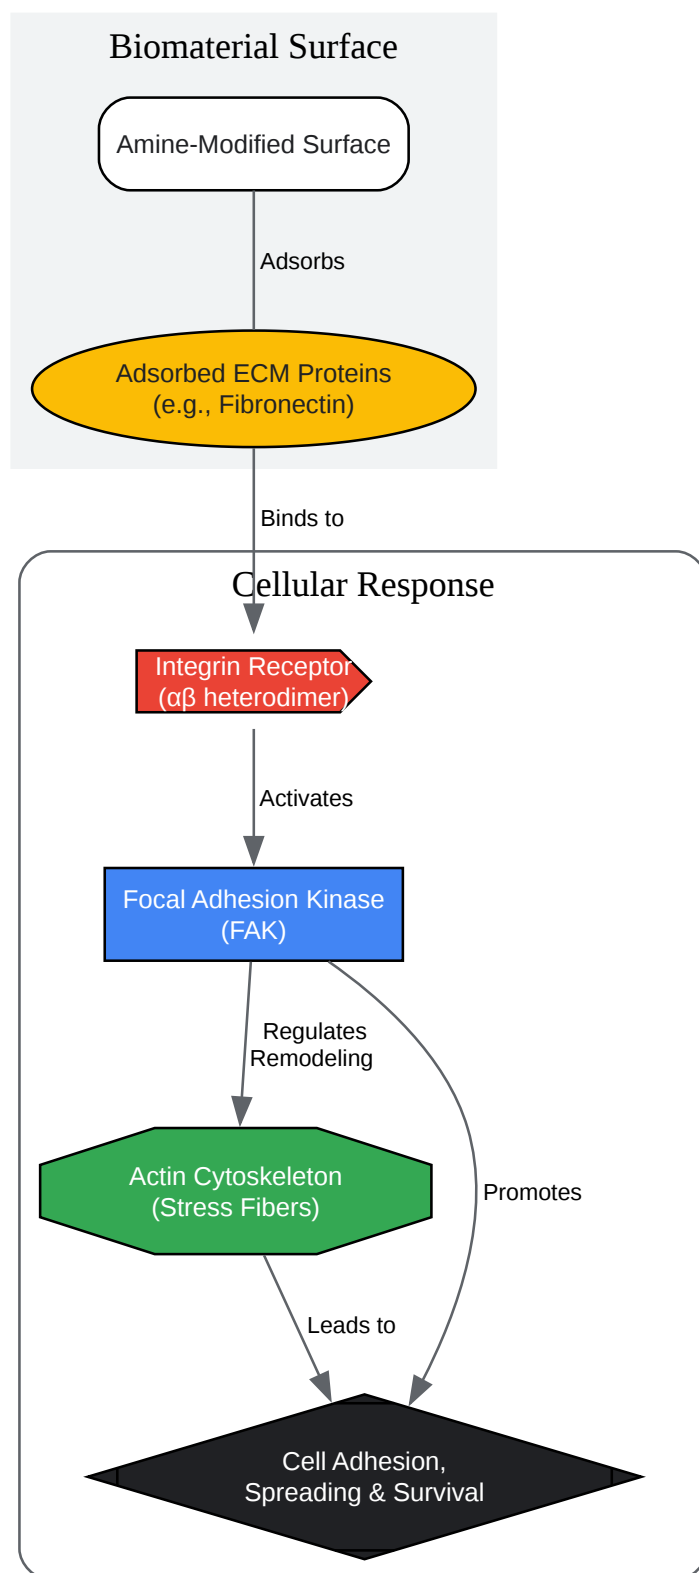 Biomaterial Surface
Amine-Modified Surface
Adsorbs
Adsorbed ECM Proteins
(e.g., Fibronectin)
Binds to
Cellular Response
Integrin Receptor
(αβ heterodimer)
Activates
Focal Adhesion Kinase
(FAK)
Regulates
Remodeling
Actin Cytoskeleton
(Stress Fibers)
Promotes
Leads to
Cell Adhesion,
Spreading & Survival